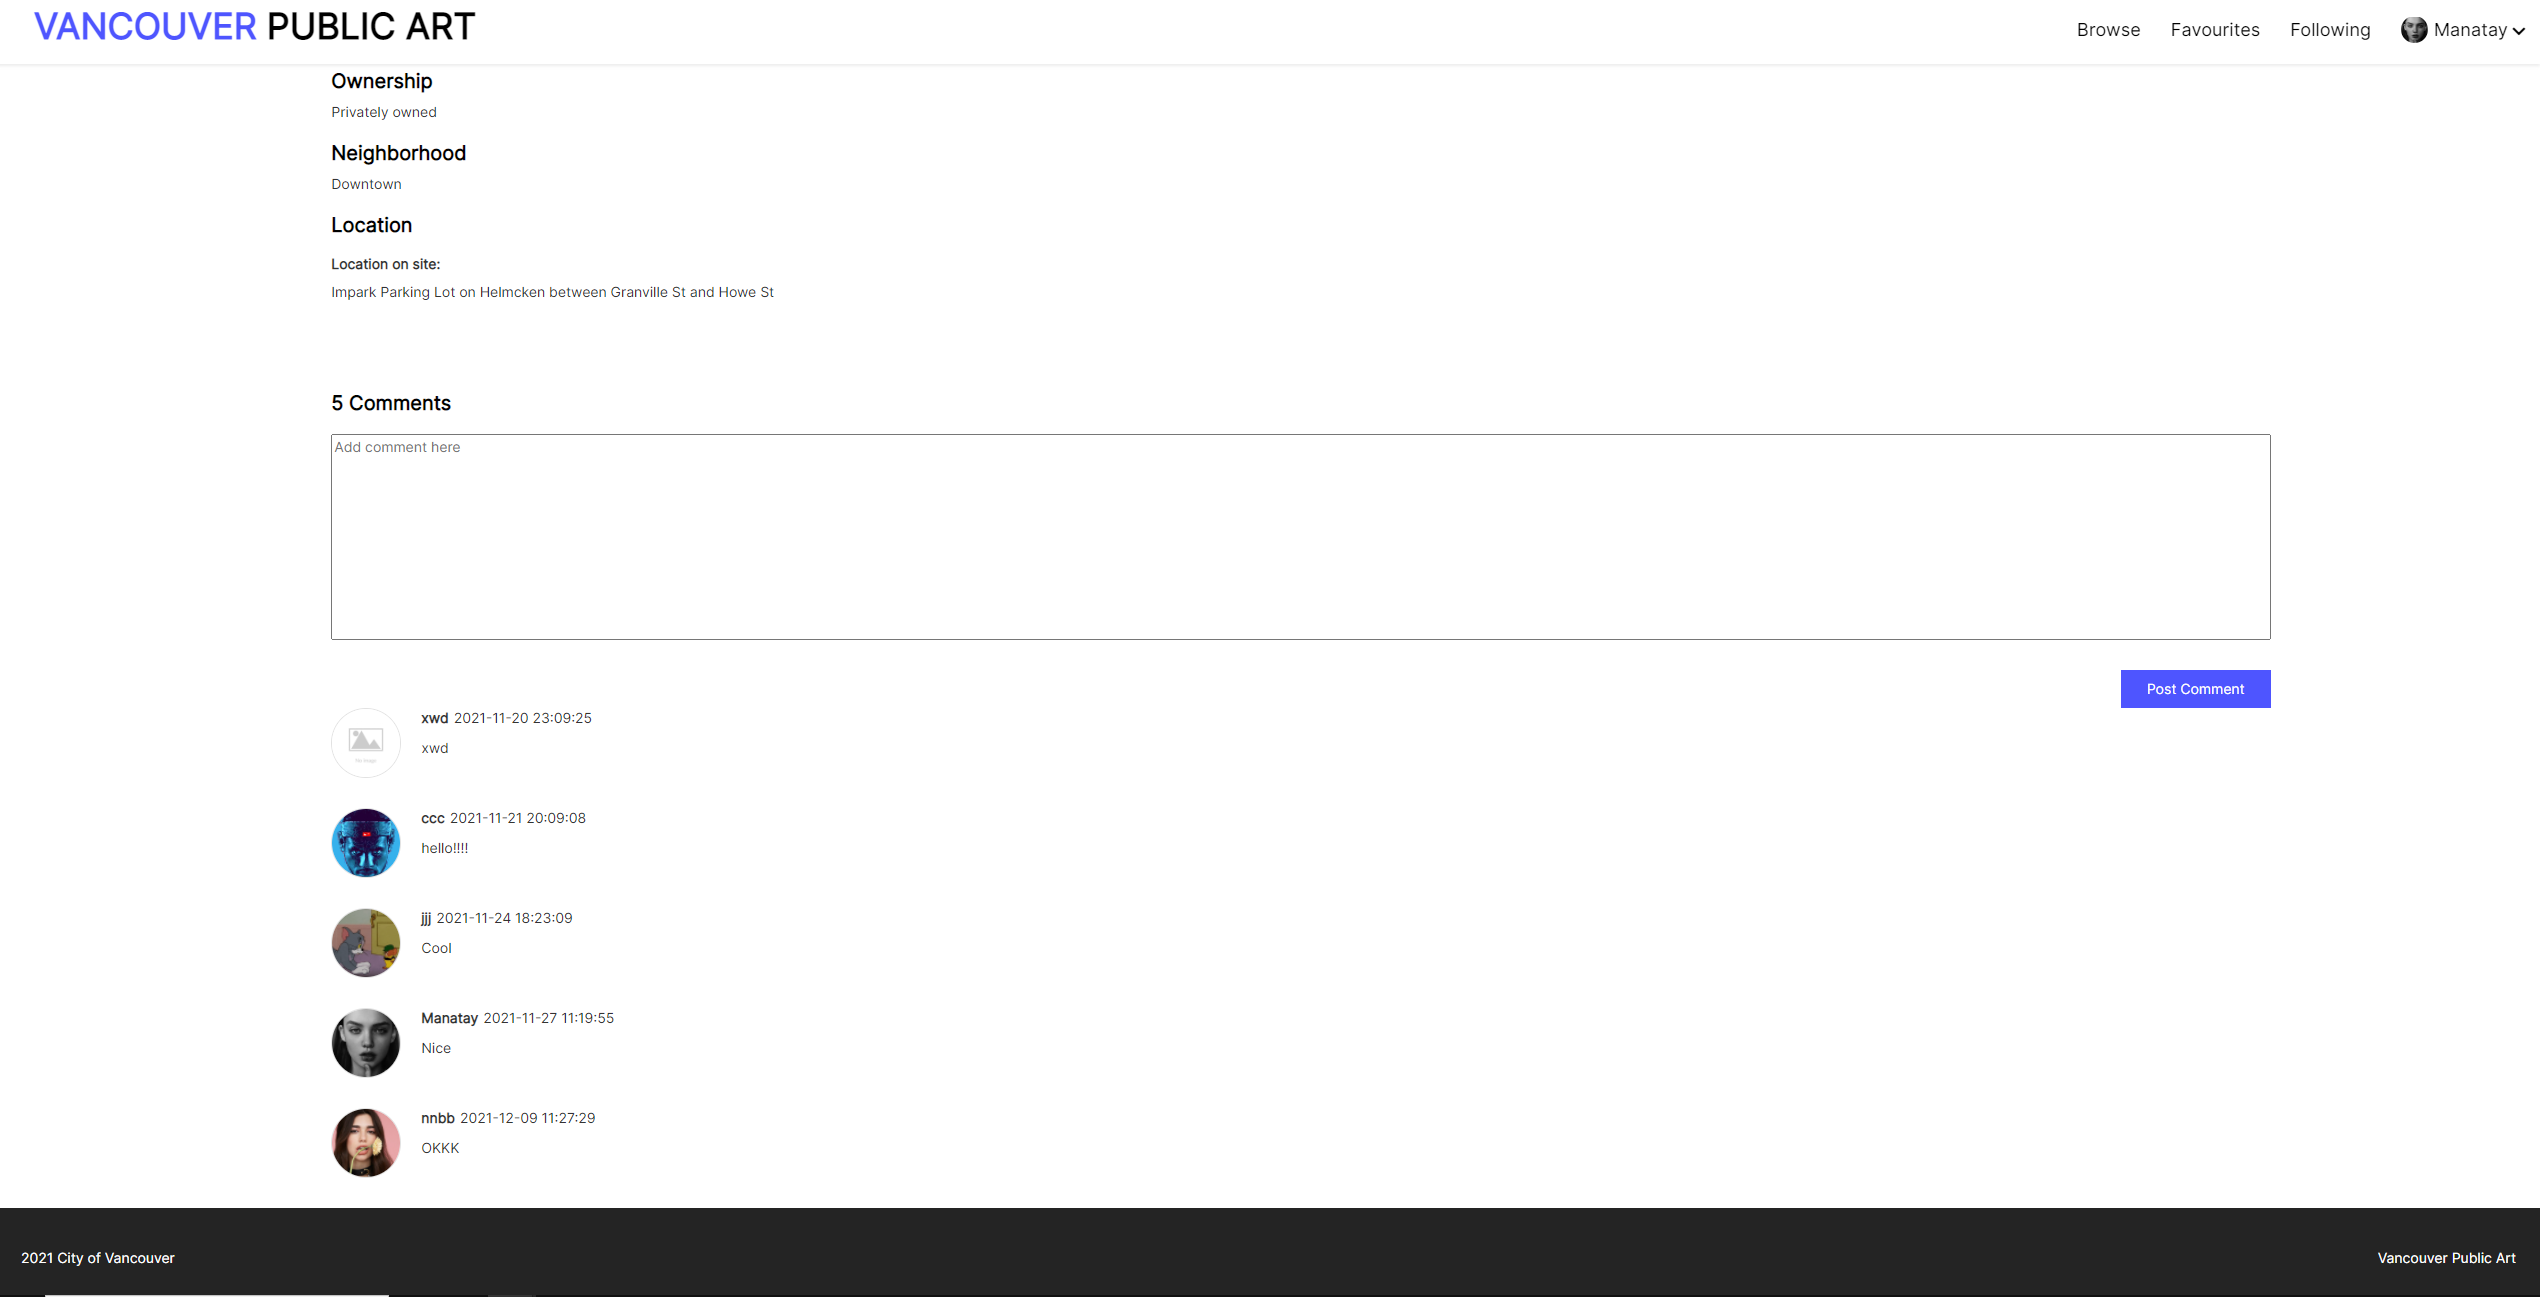 VANCOUVER PUBLIC ART
Browse Favourites Following Manatay
Ownership
Privately owned
Neighborhood
Downtown
Location
Location on site:
Impark Parking Lot on Helmcken between Granville St and Howe St
5 Comments
Add comment here
Post Comment
xwd 2021-11-20 23:09:25
xwd
ccc 2021-11-21 20:09:08
hello!!!!
jjj 2021-11-24 18:23:09
Cool
Manatay 2021-11-27 11:19:55
Nice
nnbb 2021-12-09 11:27:29
OKKK
2021 City of Vancouver
Vancouver Public Art